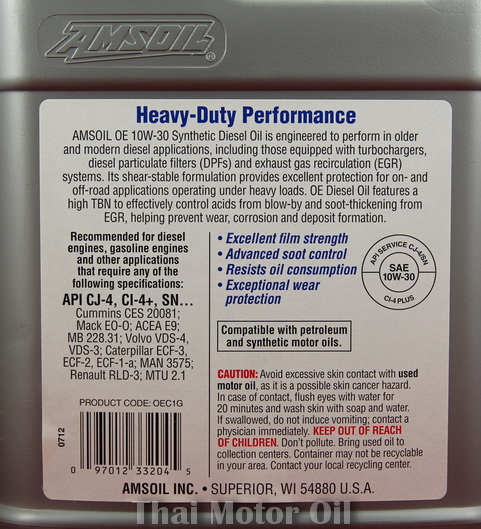 AMSOIL®
Heavy-Duty Performance
AMSOIL OE 10W-30 Synthetic Diesel Oil is engineered to perform in older
and modern diesel applications, including those equipped with turbochargers,
diesel particulate filters (DPFs) and exhaust gas recirculation (EGR)
systems. Its shear-stable formulation provides excellent protection for on- and
off-road applications operating under heavy loads. OE Diesel Oil features a
high TBN to effectively control acids from blow-by and soot-thickening from
EGR, helping prevent wear, corrosion and deposit formation.
Recommended for diesel
engines, gasoline engines
and other applications
that require any of the
following specifications:
API CJ-4, CI-4+, SN...
Cummins CES 20081;
Mack EO-O; ACEA E9;
MB 228.31; Volvo VDS-4,
VDS-3; Caterpillar ECF-3,
ECF-2, ECF-1-a; MAN 3575;
Renault RLD-3; MTU 2.1
• Excellent film strength
• Advanced soot control
• Resists oil consumption
• Exceptional wear
protection
API SERVICE CJ-4/SN
SAE
10W-30
CI-4 PLUS
Compatible with petroleum
and synthetic motor oils.
CAUTION: Avoid excessive skin contact with used
motor oil, as it is a possible skin cancer hazard.
In case of contact, flush eyes with water for
20 minutes and wash skin with soap and water.
If swallowed, do not induce vomiting; contact a
physician immediately. KEEP OUT OF REACH
OF CHILDREN. Don't pollute. Bring used oil to
collection centers. Container may not be recyclable
in your area. Contact your local recycling center.
PRODUCT CODE: OEC1G
0712
0 97012 33204 5
AMSOIL INC. • SUPERIOR, WI 54880 U.S.A.
Thai Motor Oil